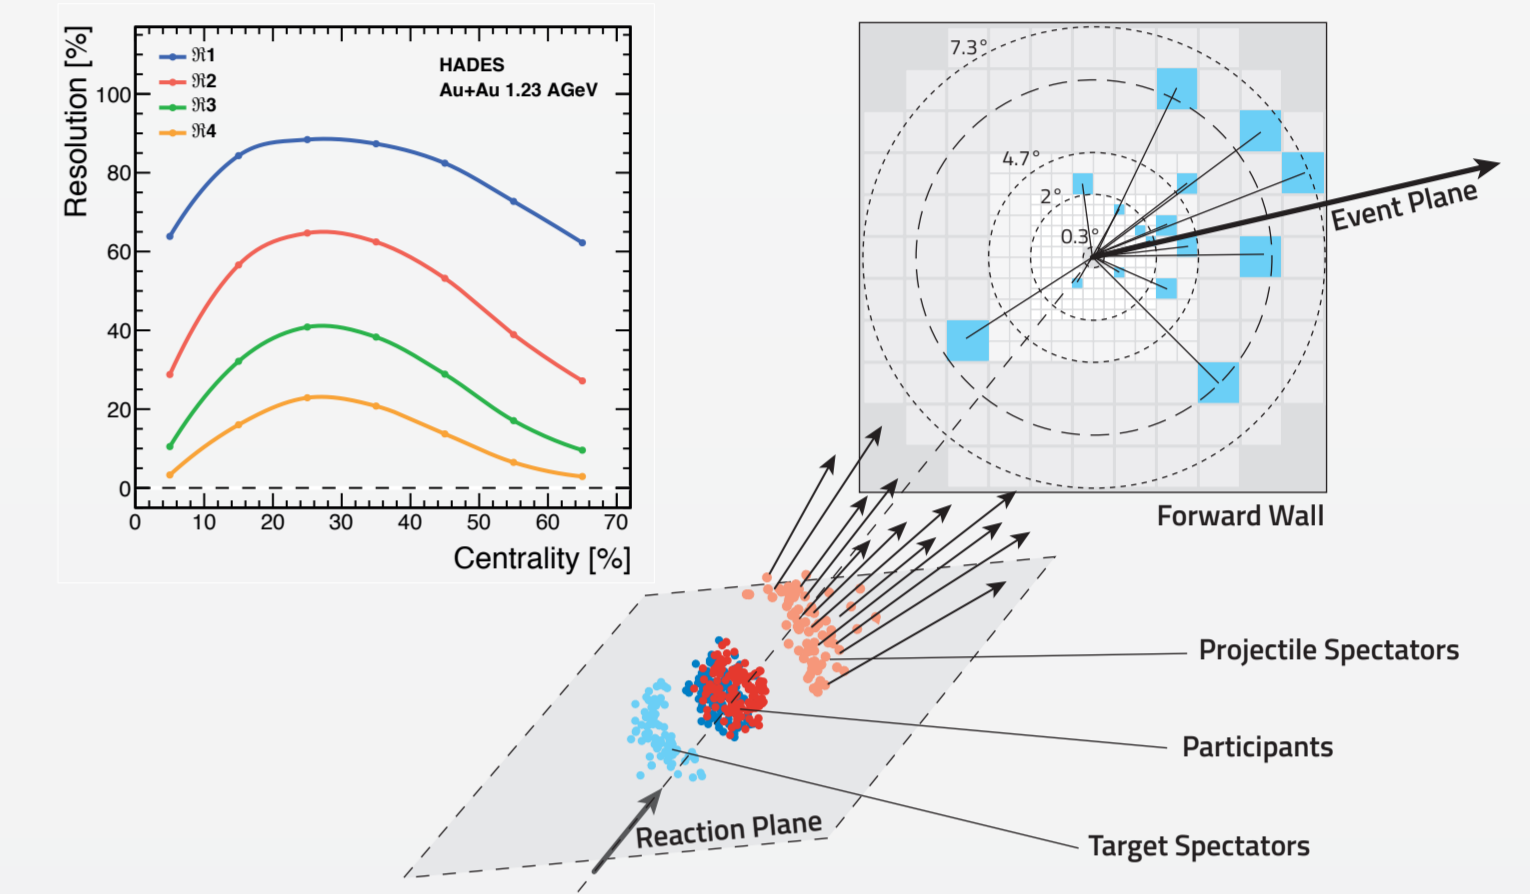 Resolution [%]
ℜ1
ℜ2
ℜ3
ℜ4
HADES
Au+Au 1.23 AGeV
100
80
60
40
20
0
0 10 20 30 40 50 60 70
Centrality [%]
7.3°
4.7°
2°
0.3°
Event Plane
Forward Wall
Projectile Spectators
Participants
Target Spectators
Reaction Plane